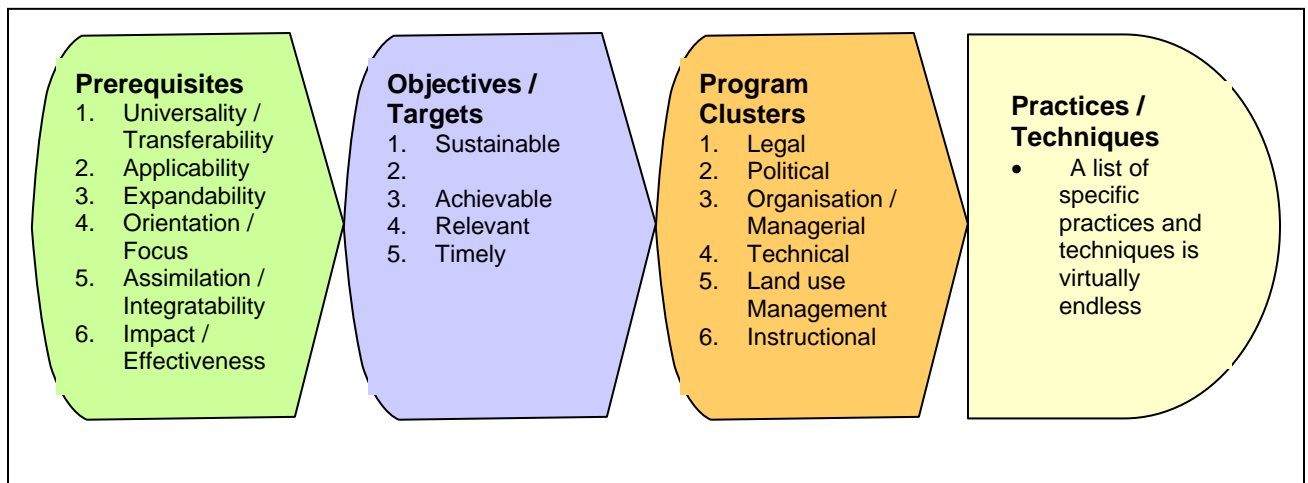 Prerequisites
1. Universality /
Transferability
2. Applicability
3. Expandability
4. Orientation /
Focus
5. Assimilation /
Integratability
6. Impact /
Effectiveness
Objectives /
Targets
1. Sustainable
2.
3. Achievable
4. Relevant
5. Timely
Program
Clusters
1. Legal
2. Political
3. Organisation /
Managerial
4. Technical
5. Land use
Management
6. Instructional
Practices /
Techniques
• A list of
specific
practices and
techniques is
virtually
endless